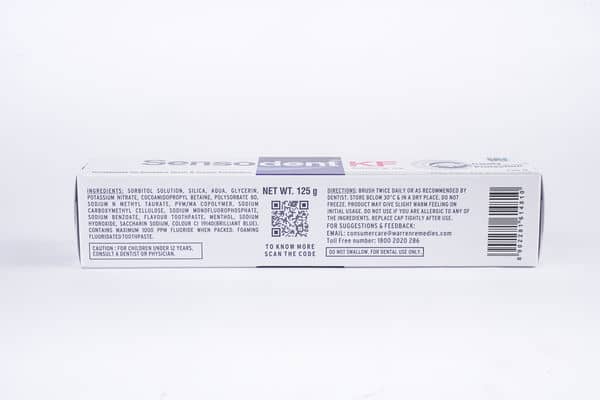 Sensodent KF
INGREDIENTS: SORBITOL SOLUTION, SILICA, AQUA, GLYCERIN,
POTASSIUM NITRATE, COCOAMIDOPROPYL BETAINE, POLYSORBATE 80,
SODIUM N METHYL TAURATE, PVM/MA COPOLYMER, SODIUM
CARBOXYMETHYL CELLULOSE, SODIUM MONOFLUOROPHOSPHATE,
SODIUM BENZOATE, FLAVOUR TOOTHPASTE, MENTHOL, SODIUM
HYDROXIDE, SACCHARIN SODIUM, COLOUR CI (BRILLIANT BLUE).
CONTAINS MAXIMUM 1000 PPM FLUORIDE WHEN PACKED. FOAMING
FLUORIDATED TOOTHPASTE.
CAUTION : FOR CHILDREN UNDER 12 YEARS,
CONSULT A DENTIST OR PHYSICIAN.
NET WT. 125 g
TO KNOW MORE
SCAN THE CODE
DIRECTIONS: BRUSH TWICE DAILY OR AS RECOMMENDED BY
DENTIST. STORE BELOW 30°C & IN A DRY PLACE. DO NOT
FREEZE. PRODUCT MAY GIVE SLIGHT WARM FEELING ON
INITIAL USAGE. DO NOT USE IF YOU ARE ALLERGIC TO ANY OF
THE INGREDIENTS. REPLACE CAP TIGHTLY AFTER USE.
FOR SUGGESTIONS & FEEDBACK:
EMAIL: consumercare@warrenremedies.com
Toll Free number: 1800 2020 286
DO NOT SWALLOW. FOR DENTAL USE ONLY.